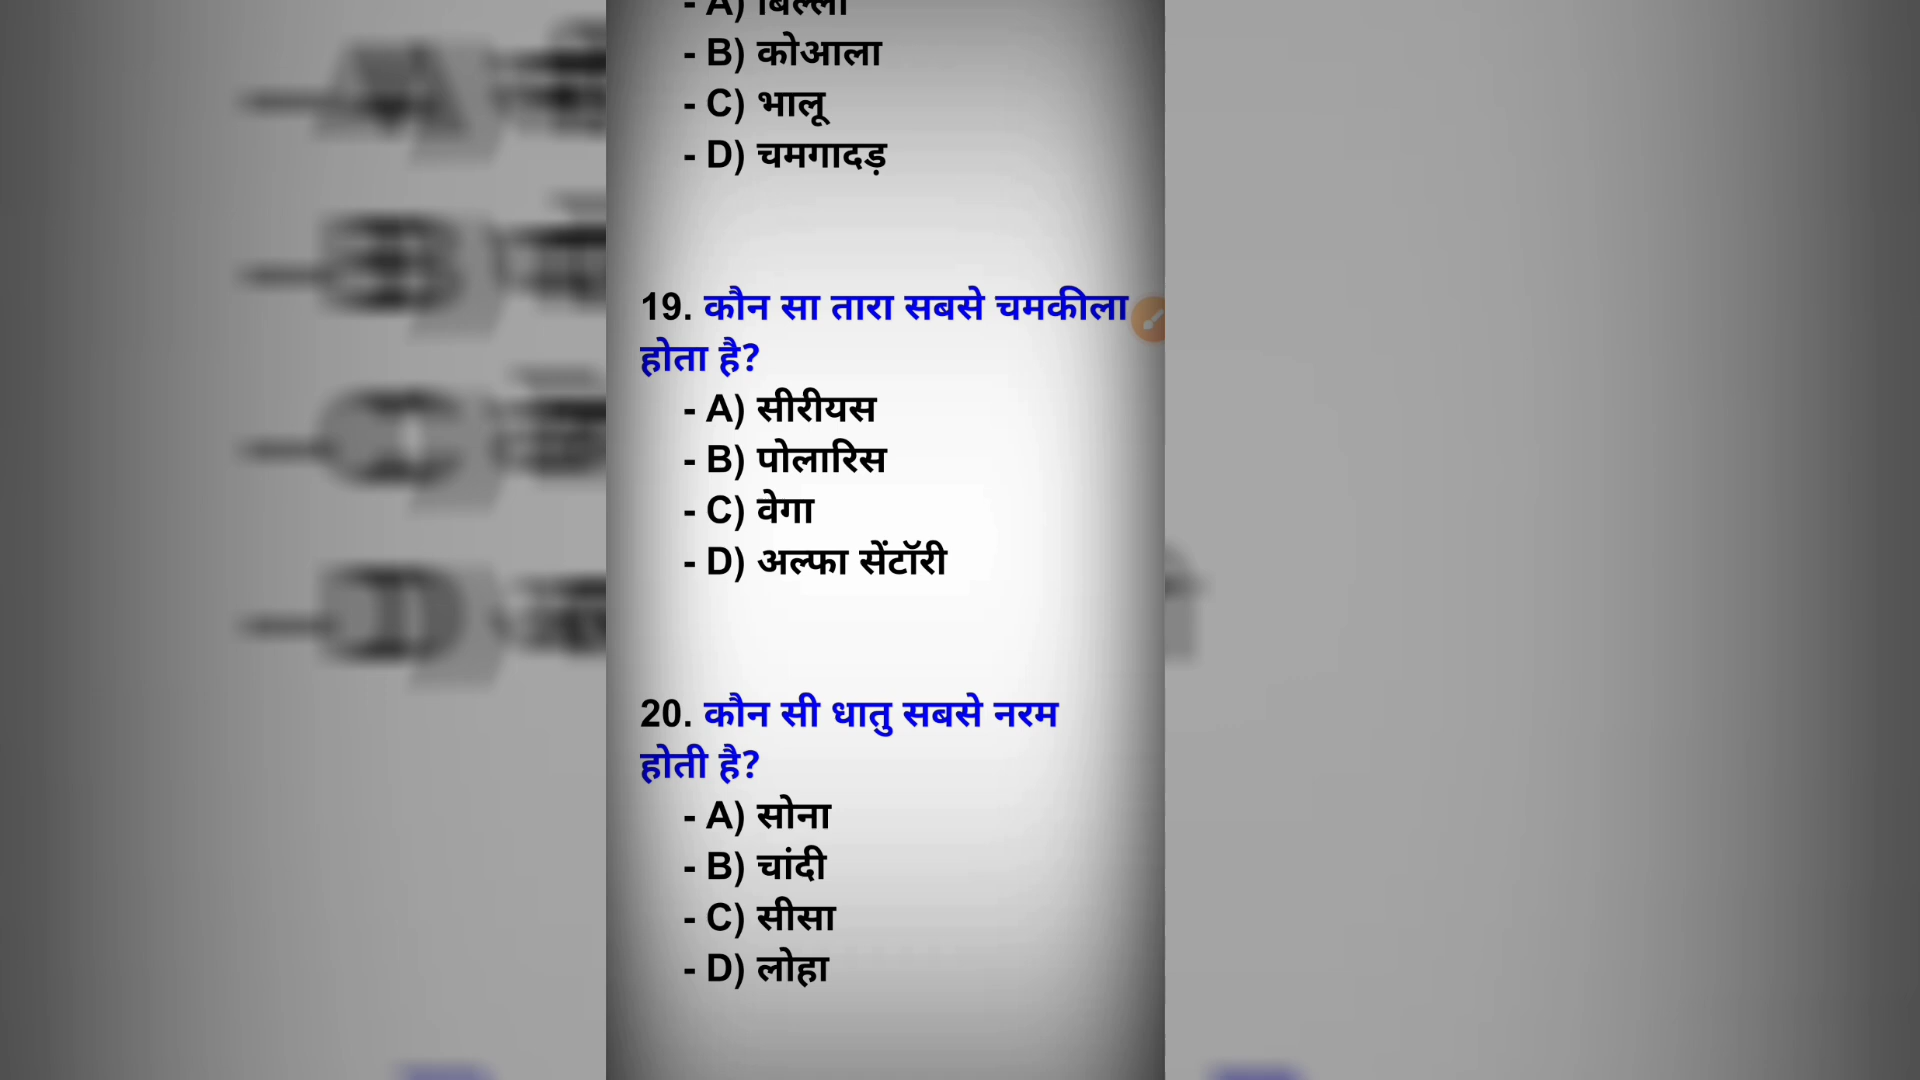 - A) बिल्ली
- B) कोआला
- C) भालू
- D) चमगादड़
19. कौन सा तारा सबसे चमकीला
होता है?
- A) सीरीयस
- B) पोलारिस
- C) वेगा
- D) अल्फा सेंटॉरी
20. कौन सी धातु सबसे नरम
होती है?
- A) सोना
- B) चांदी
- C) सीसा
- D) लोहा